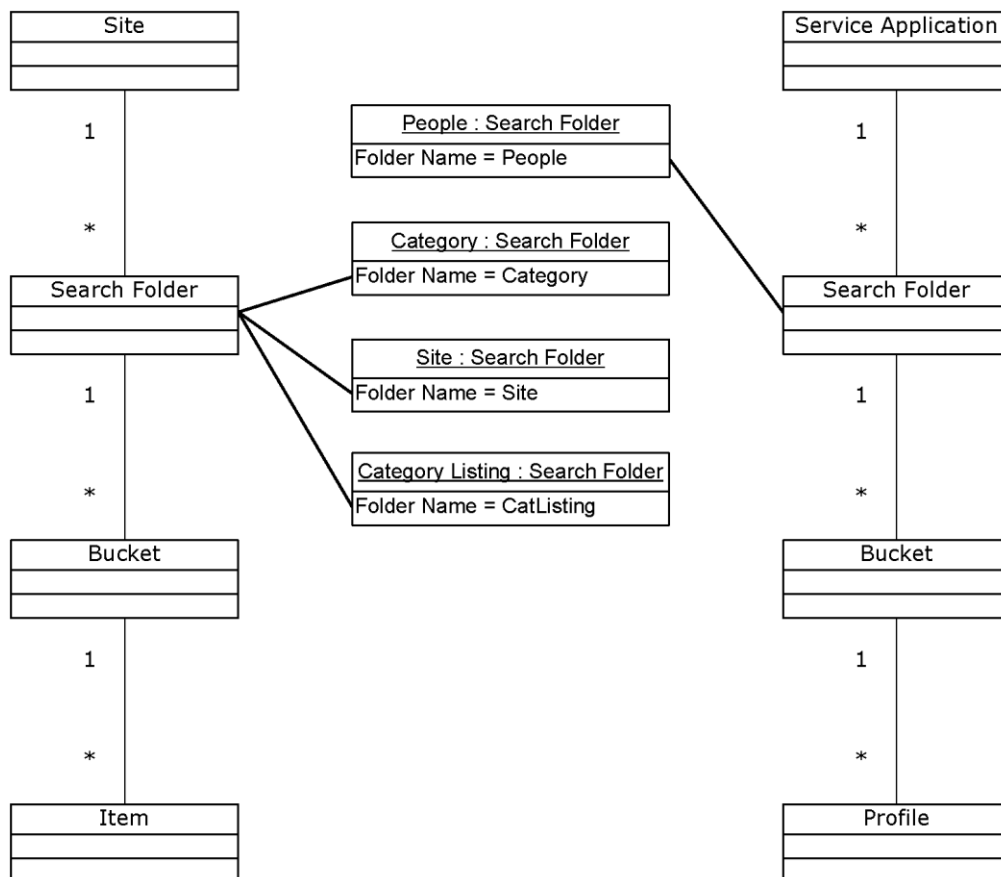 Site
Service Application
People : Search Folder
Folder Name = People
1
1
*
*
Category : Search Folder
Folder Name = Category
Search Folder
Search Folder
Site : Search Folder
Folder Name = Site
1
1
Category Listing : Search Folder
Folder Name = CatListing
*
*
Bucket
Bucket
1
1
*
*
Item
Profile